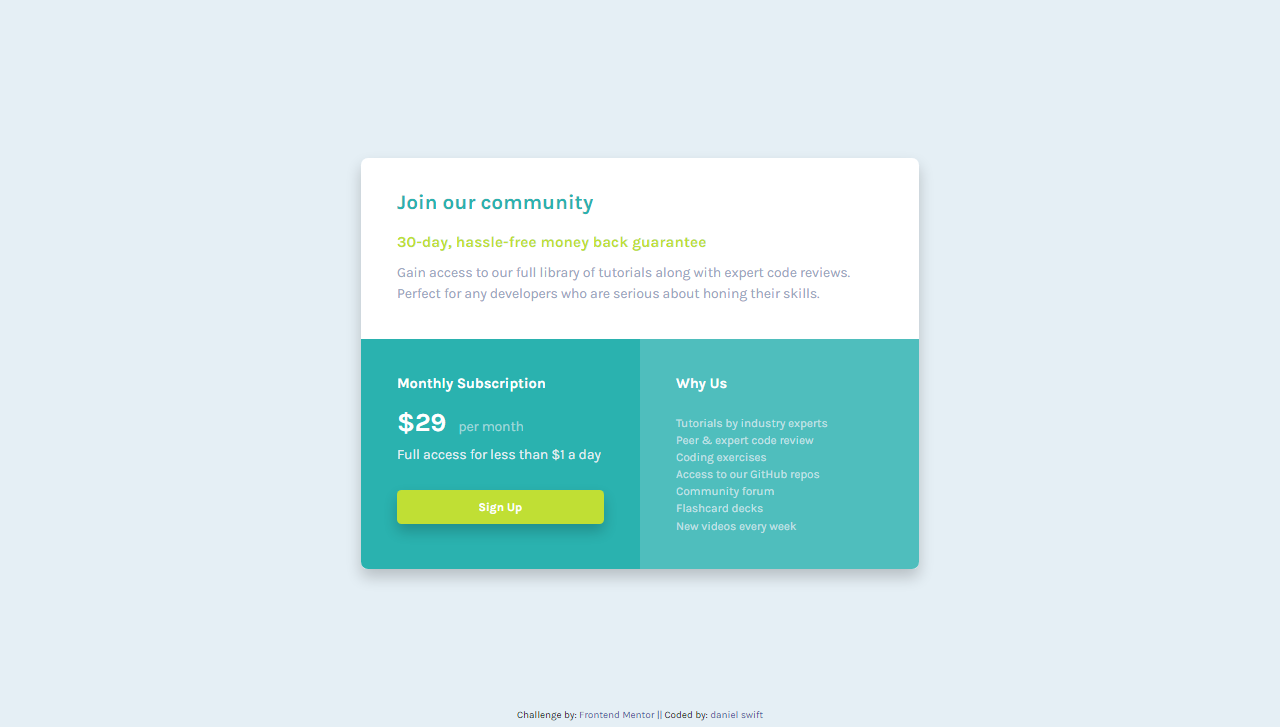 Join our community
30-day, hassle-free money back guarantee
Gain access to our full library of tutorials along with expert code reviews.
Perfect for any developers who are serious about honing their skills.
Monthly Subscription
$29 per month
Full access for less than $1 a day
Sign Up
Why Us
Tutorials by industry experts
Peer & expert code review
Coding exercises
Access to our GitHub repos
Community forum
Flashcard decks
New videos every week
Challenge by: Frontend Mentor || Coded by: daniel swift